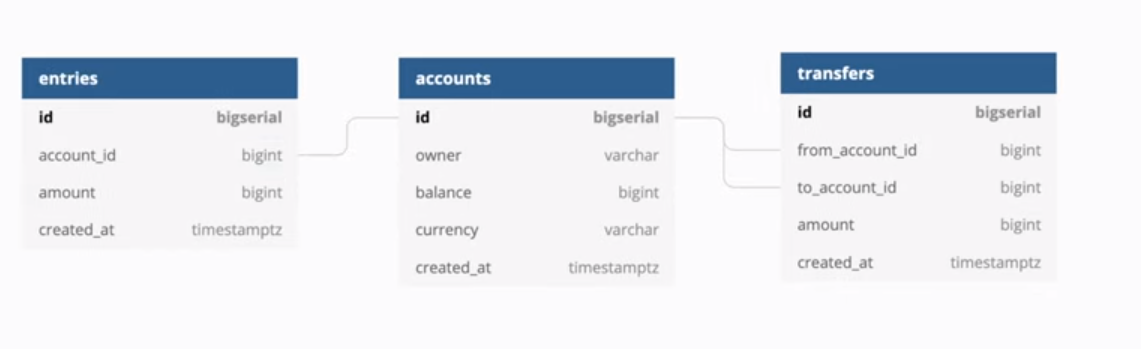 entries
id bigserial
account_id bigint
amount bigint
created_at timestamptz
accounts
id bigserial
owner varchar
balance bigint
currency varchar
created_at timestamptz
transfers
id bigserial
from_account_id bigint
to_account_id bigint
amount bigint
created_at timestamptz